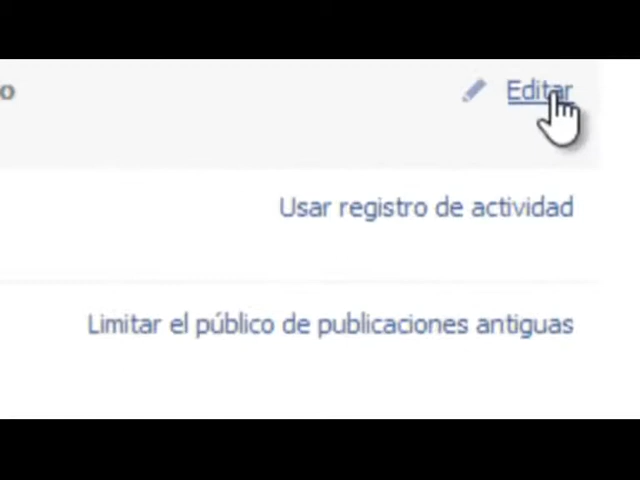 o Editar
Usar registro de actividad
Limitar el público de publicaciones antiguas